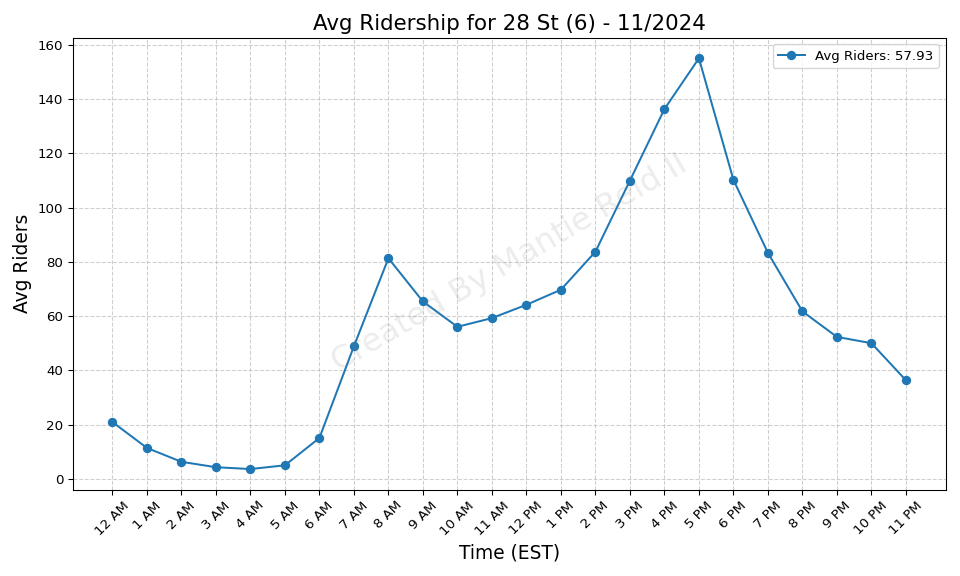 Avg Ridership for 28 St (6) - 11/2024
160
140
120
100
80
60
40
20
0
Avg Riders
Avg Riders: 57.93
Created By Mantle Reid II
12 AM
1 AM
2 AM
3 AM
4 AM
5 AM
6 AM
7 AM
8 AM
9 AM
10 AM
11 AM
12 PM
1 PM
2 PM
3 PM
4 PM
5 PM
6 PM
7 PM
8 PM
9 PM
10 PM
11 PM
Time (EST)